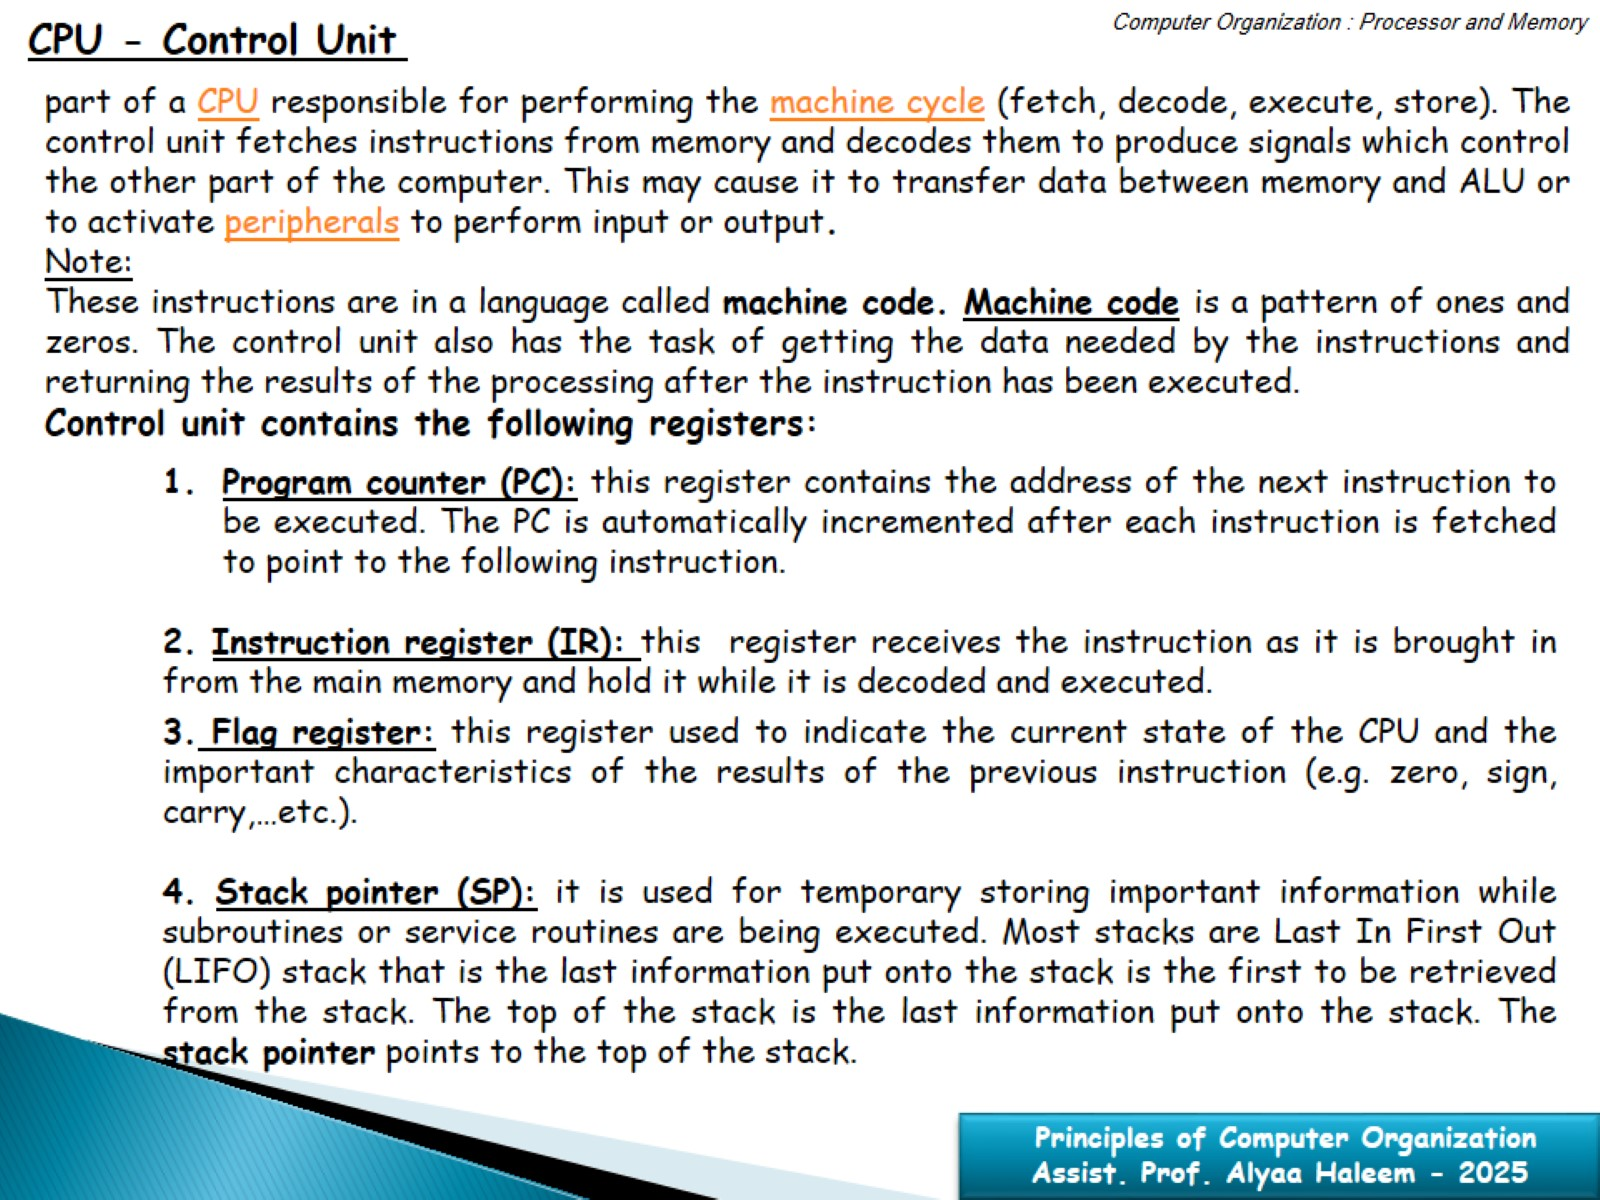 Computer Organization : Processor and Memory
CPU - Control Unit
part of a CPU responsible for performing the machine cycle (fetch, decode, execute, store). The
control unit fetches instructions from memory and decodes them to produce signals which control
the other part of the computer. This may cause it to transfer data between memory and ALU or
to activate peripherals to perform input or output.
Note:
These instructions are in a language called machine code. Machine code is a pattern of ones and
zeros. The control unit also has the task of getting the data needed by the instructions and
returning the results of the processing after the instruction has been executed.
Control unit contains the following registers:
1. Program counter (PC): this register contains the address of the next instruction to
be executed. The PC is automatically incremented after each instruction is fetched
to point to the following instruction.
2. Instruction register (IR): this register receives the instruction as it is brought in
from the main memory and hold it while it is decoded and executed.
3. Flag register: this register used to indicate the current state of the CPU and the
important characteristics of the results of the previous instruction (e.g. zero, sign,
carry,…etc.).
4. Stack pointer (SP): it is used for temporary storing important information while
subroutines or service routines are being executed. Most stacks are Last In First Out
(LIFO) stack that is the last information put onto the stack is the first to be retrieved
from the stack. The top of the stack is the last information put onto the stack. The
stack pointer points to the top of the stack.
Principles of Computer Organization
Assist. Prof. Alyaa Haleem - 2025